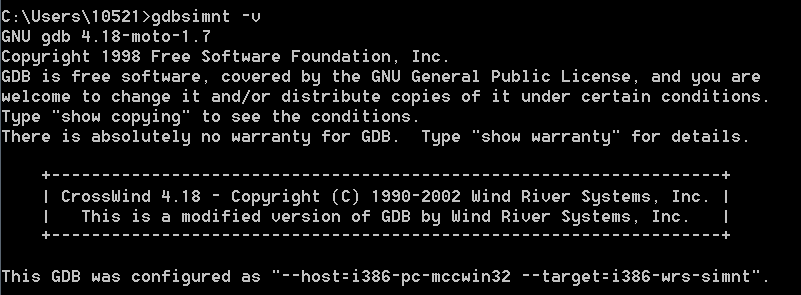 C:\Users\10521>gdbsimnt -v
GNU gdb 4.18-moto-1.7
Copyright 1998 Free Software Foundation, Inc.
GDB is free software, covered by the GNU General Public License, and you are
welcome to change it and/or distribute copies of it under certain conditions.
Type "show copying" to see the conditions.
There is absolutely no warranty for GDB.  Type "show warranty" for details.
+-------------------------------------------------------------------+
| CrossWind 4.18 - Copyright (C) 1990-2002 Wind River Systems, Inc. |
|   This is a modified version of GDB by Wind River Systems, Inc.   |
+-------------------------------------------------------------------+
This GDB was configured as "--host=i386-pc-mccwin32 --target=i386-wrs-simnt".